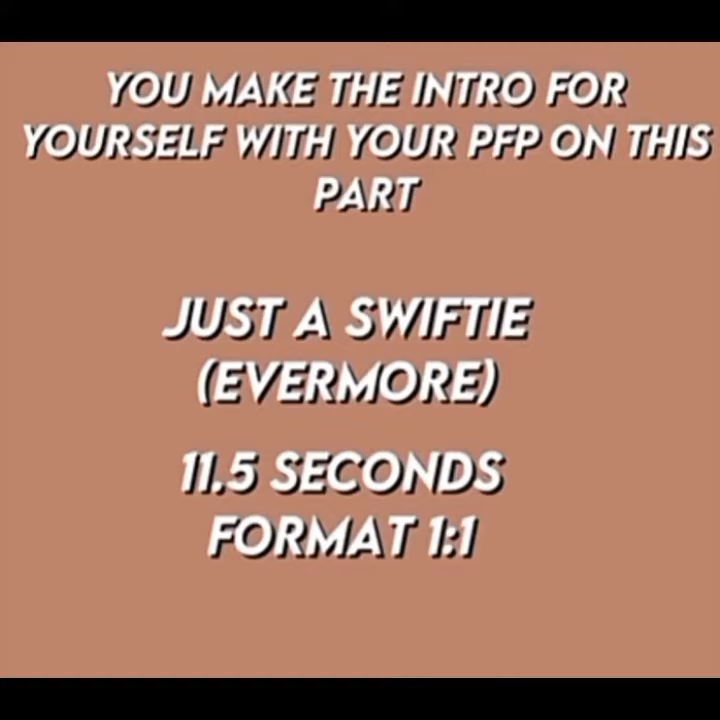 YOU MAKE THE INTRO FOR
YOURSELF WITH YOUR PFP ON THIS
PART
JUST A SWIFTIE
(EVERMORE)
11.5 SECONDS
FORMAT 1:1